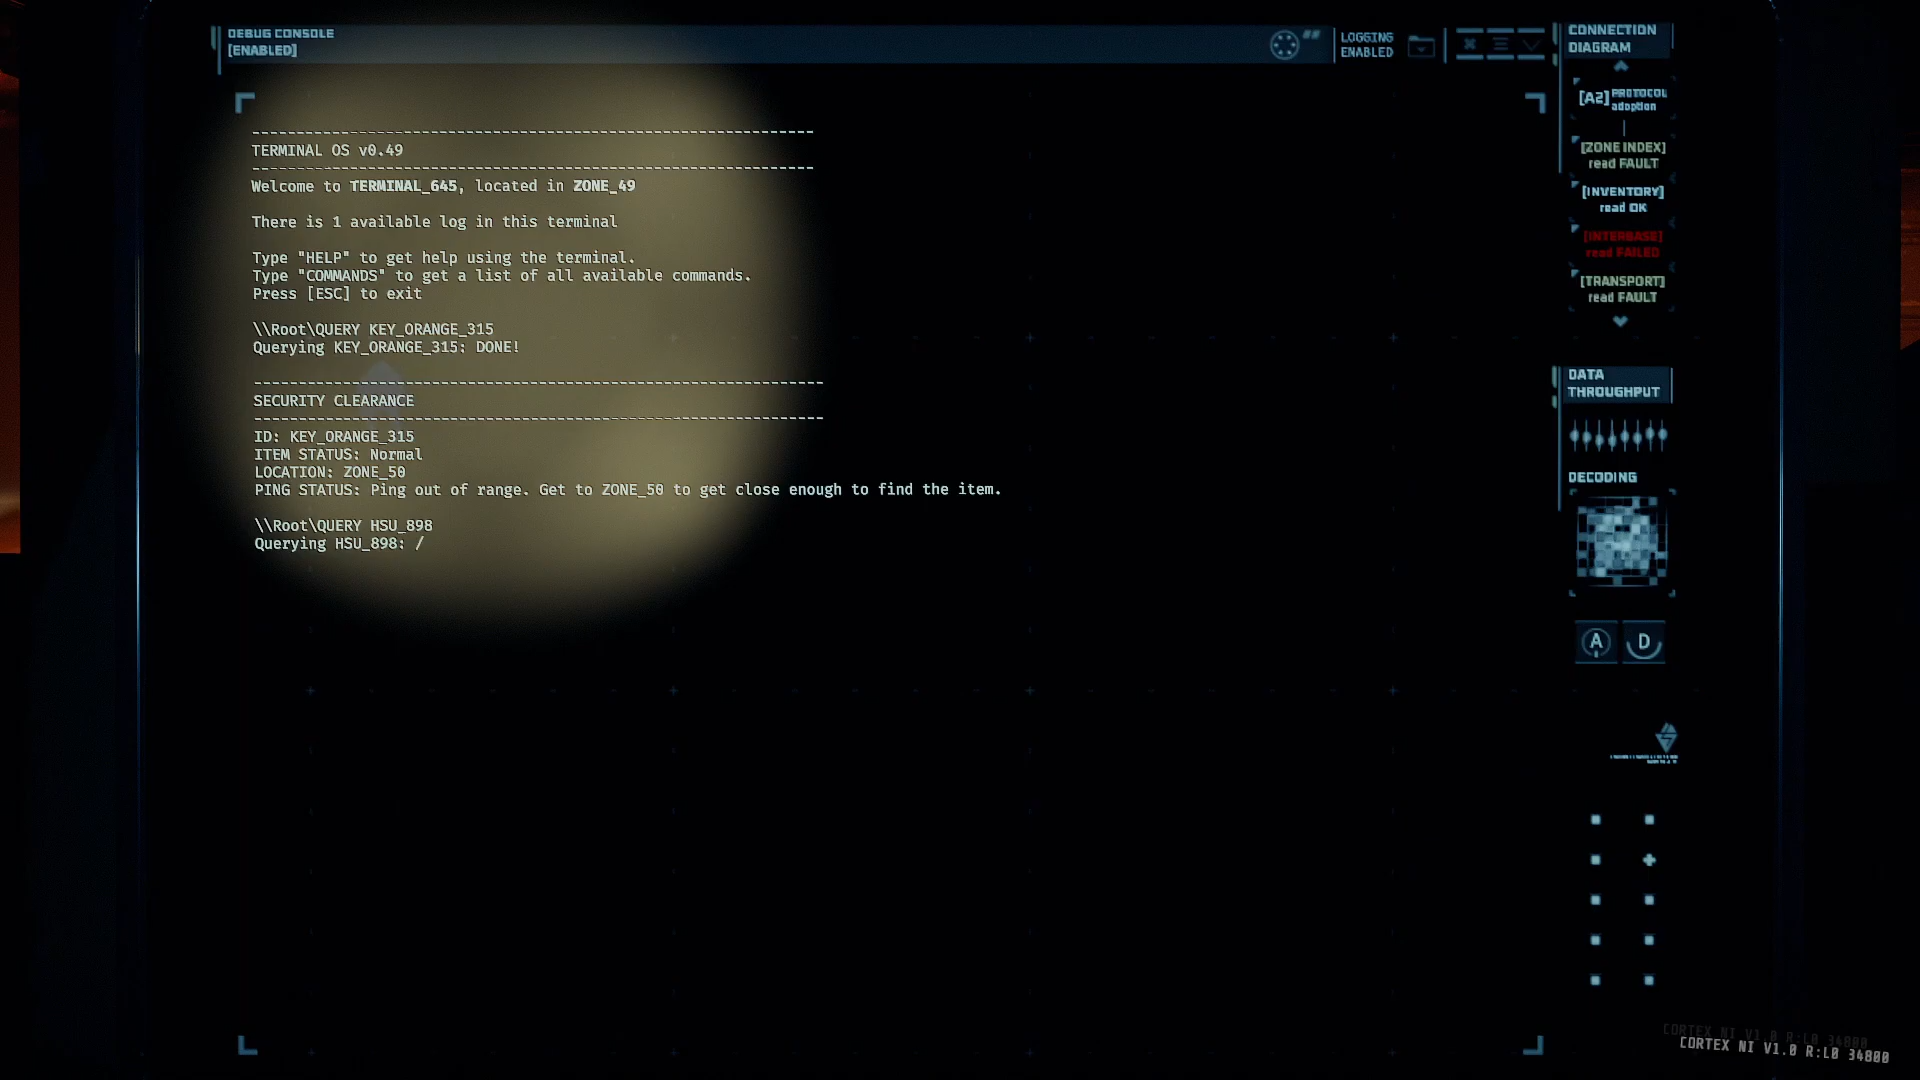 DEBUG CONSOLE
[ENABLED]
LOGGING
ENABLED
------------------------------------------------------------
TERMINAL OS v0.49
------------------------------------------------------------
Welcome to TERMINAL_645, located in ZONE_49
There is 1 available log in this terminal
Type "HELP" to get help using the terminal.
Type "COMMANDS" to get a list of all available commands.
Press [ESC] to exit
\\Root\QUERY KEY_ORANGE_315
Querying KEY_ORANGE_315: DONE!
------------------------------------------------------------
SECURITY CLEARANCE
------------------------------------------------------------
ID: KEY_ORANGE_315
ITEM STATUS: Normal
LOCATION: ZONE_50
PING STATUS: Ping out of range. Get to ZONE_50 to get close enough to find the item.
\\Root\QUERY HSU_898
Querying HSU_898: /
CONNECTION
DIAGRAM
[A2] PROTOCOL
adoption
[ZONE INDEX]
read FAULT
[INVENTORY]
read OK
[INTERBASE]
read FAILED
[TRANSPORT]
read FAULT
DATA
THROUGHPUT
DECODING
A D
CORTEX NI V1.0 R:L0 34800